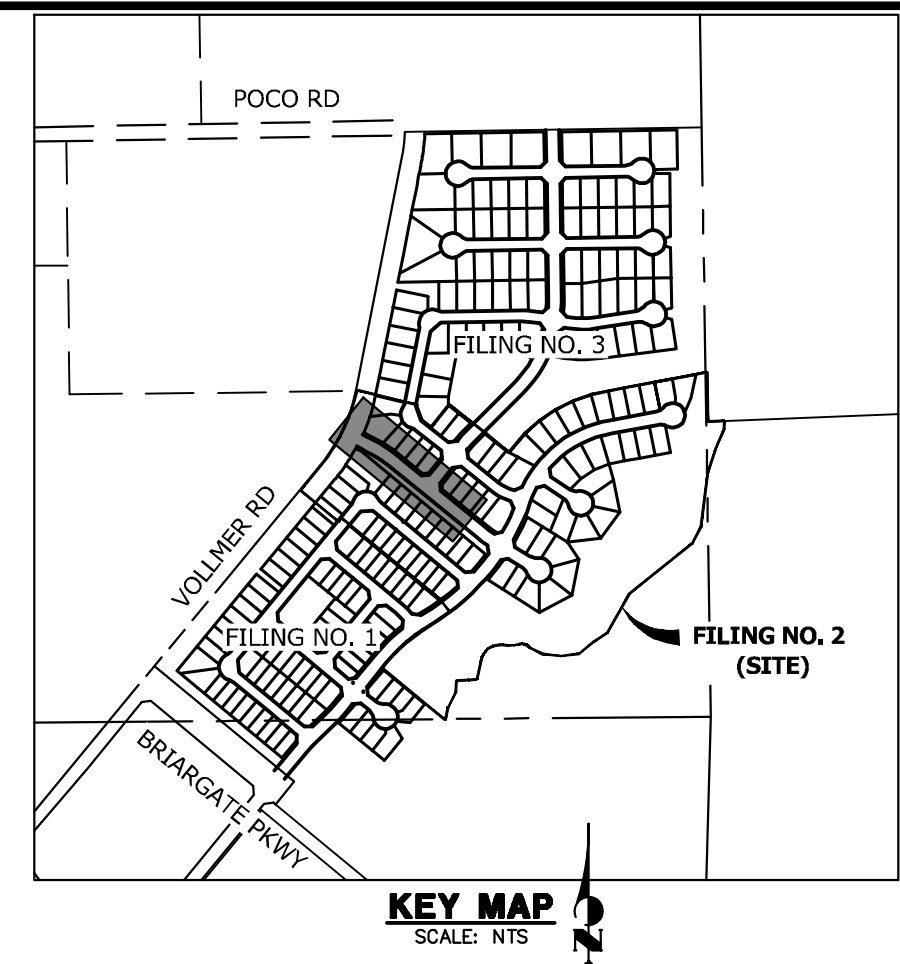 POCO RD
FILING NO. 3
VOLLMER RD
FILING NO. 1
FILING NO. 2
(SITE)
BRIARGATE PKWY
KEY MAP
SCALE: NTS
N